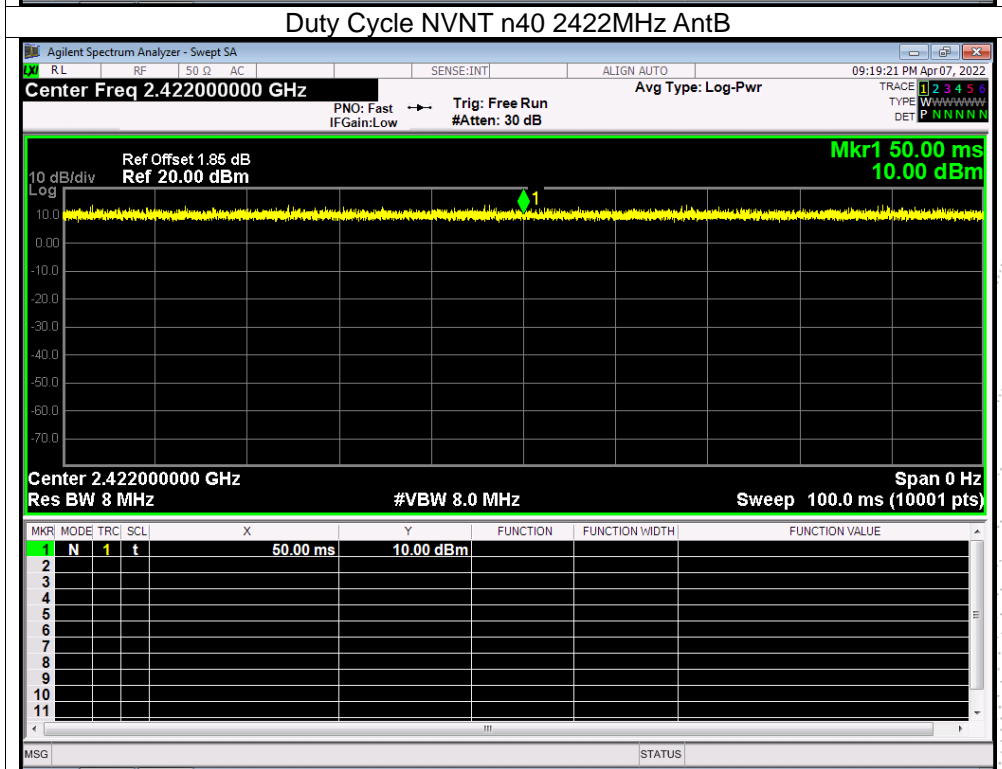 Duty Cycle NVNT n40 2422MHz AntB
Agilent Spectrum Analyzer - Swept SA
LXI RL RF 50 Ω AC SENSE:INT ALIGN AUTO 09:19:21 PM Apr 07, 2022
Center Freq 2.422000000 GHz Avg Type: Log-Pwr TRACE 1 2 3 4 5 6
PNO: Fast Trig: Free Run TYPE WWWWWW
IFGain:Low #Atten: 30 dB DET P N N N N N
Mkr1 50.00 ms
Ref Offset 1.85 dB
10 dB/div Ref 20.00 dBm 10.00 dBm
Log
1
10.0
0.00
-10.0
-20.0
-30.0
-40.0
-50.0
-60.0
-70.0
Center 2.422000000 GHz Span 0 Hz
Res BW 8 MHz #VBW 8.0 MHz Sweep 100.0 ms (10001 pts)
MKR MODE TRC SCL X Y FUNCTION FUNCTION WIDTH FUNCTION VALUE
1 N 1 t 50.00 ms 10.00 dBm
2
3
4
5
6
7
8
9
10
11
MSG STATUS